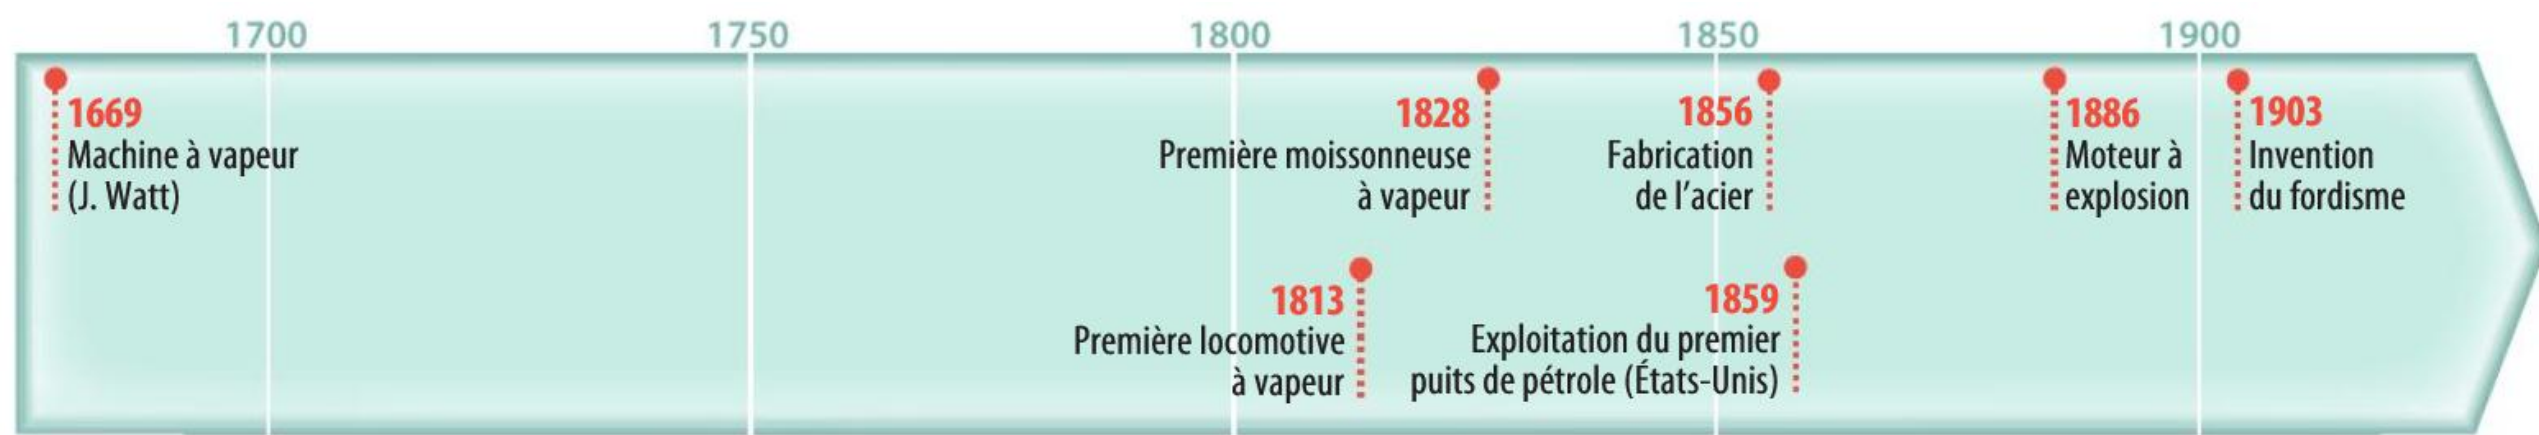 1700 1750 1800 1850 1900
1669
Machine à vapeur
(J. Watt)
1828
Première moissonneuse
à vapeur
1856
Fabrication
de l'acier
1886
Moteur à
explosion
1903
Invention
du fordisme
1813
Première locomotive
à vapeur
1859
Exploitation du premier
puits de pétrole (États-Unis)